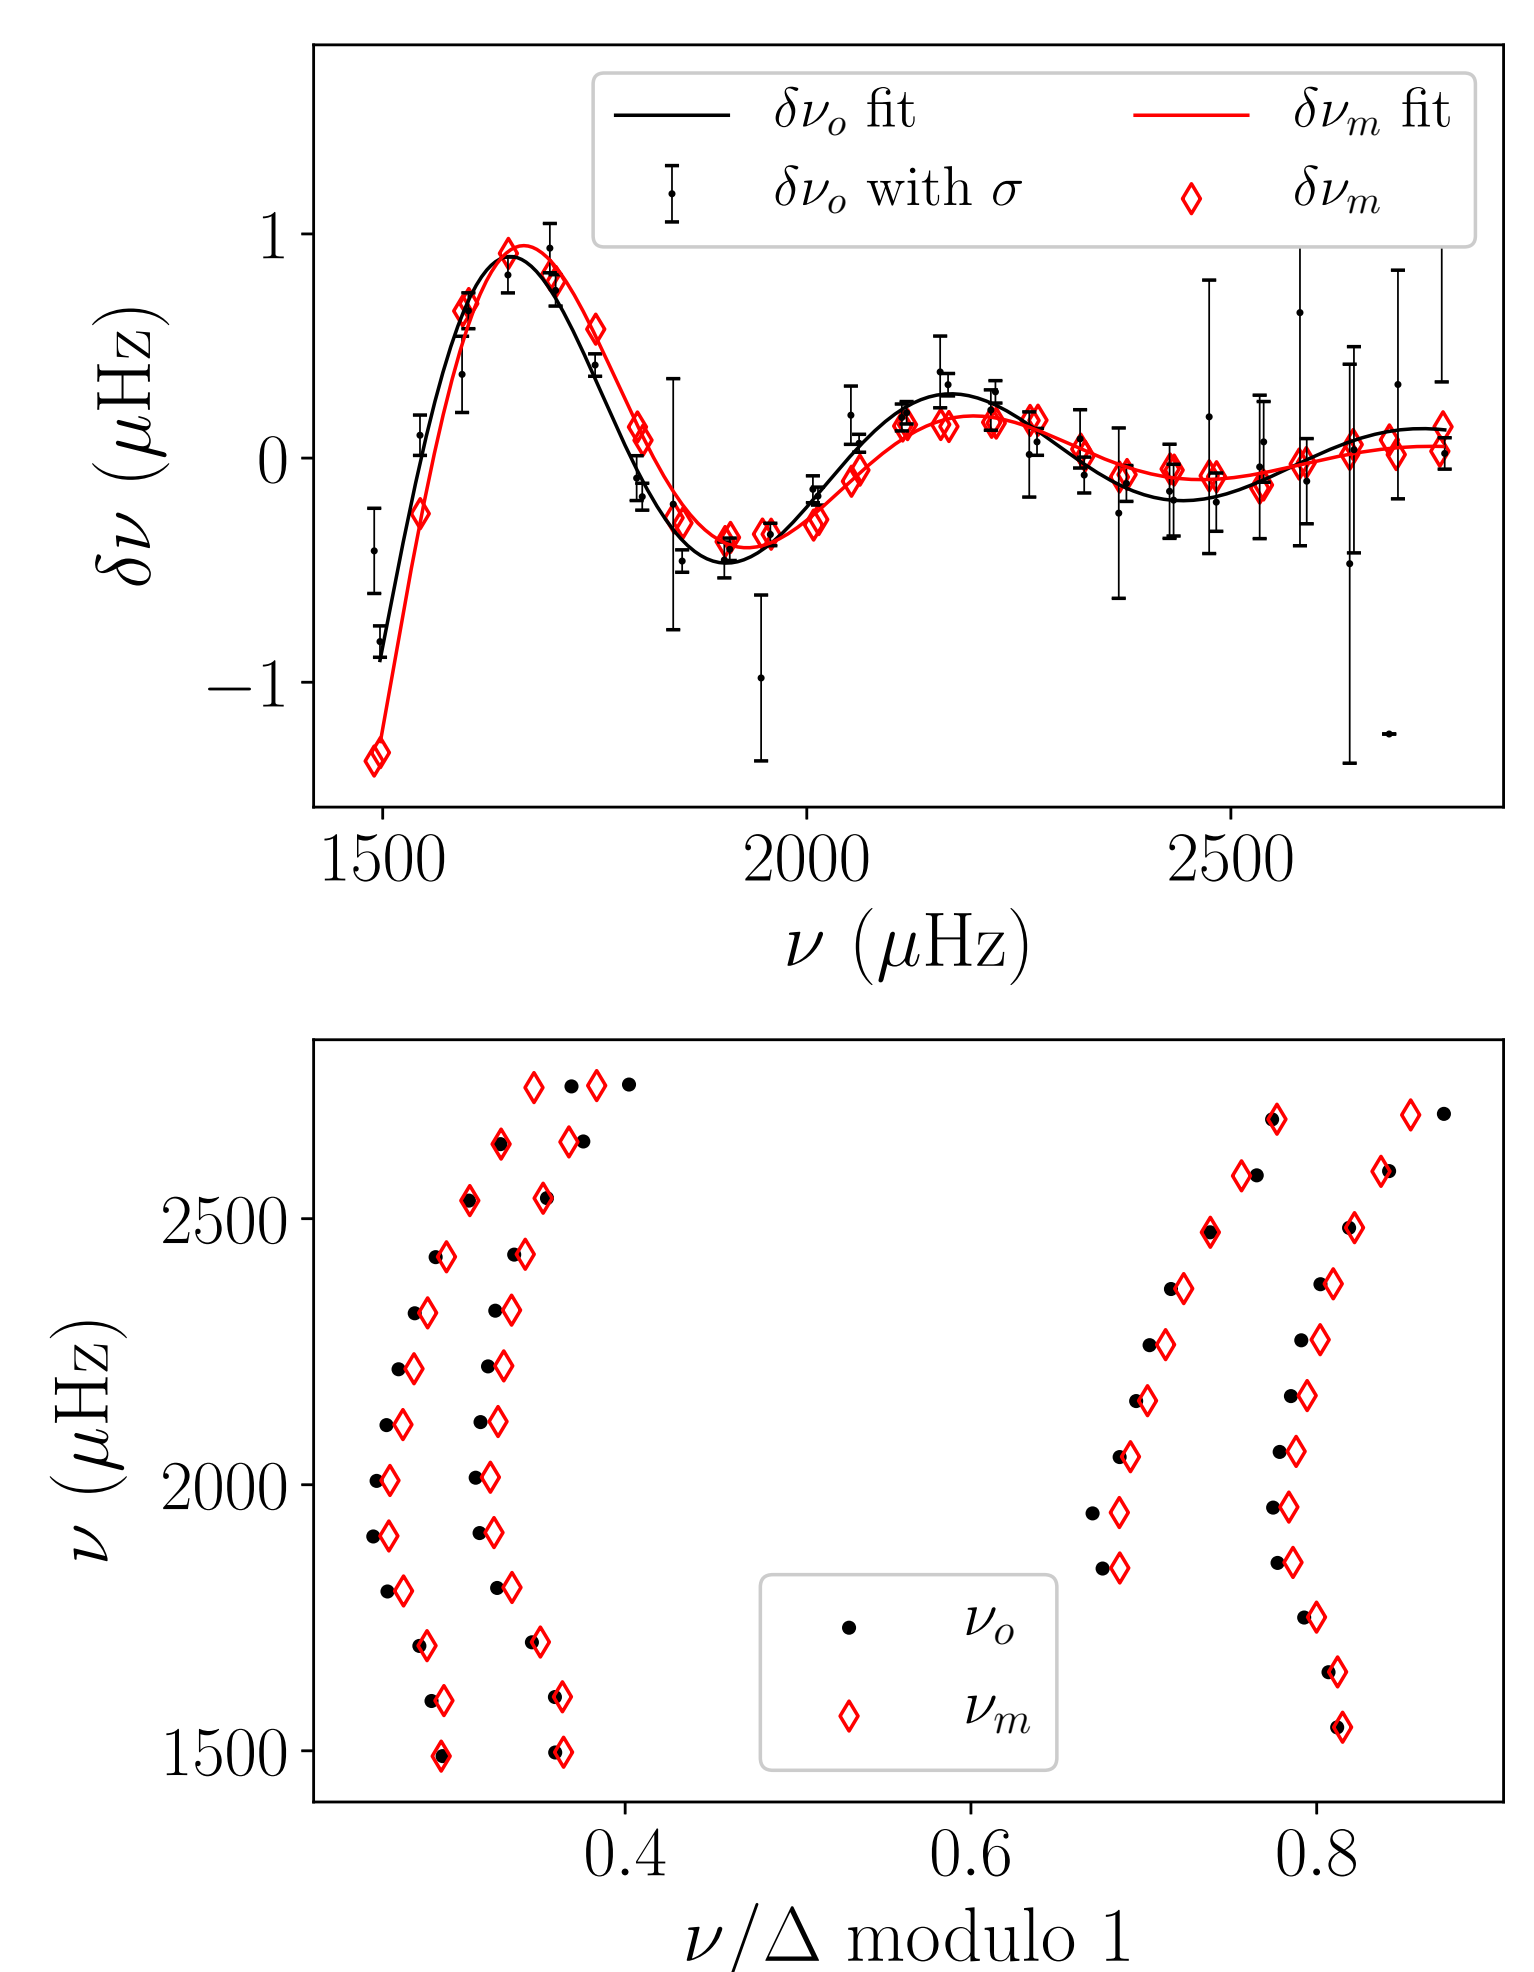 δν_o fit δν_m fit
δν_o with σ δν_m
1
0
−1
δν (μHz)
1500 2000 2500
ν (μHz)
2500
2000
1500
ν (μHz)
ν_o
ν_m
0.4 0.6 0.8
ν/Δ modulo 1